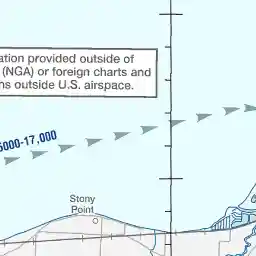 ation provided outside of
(NGA) or foreign charts and
ns outside U.S. airspace.
5000-17,000
Stony
Point